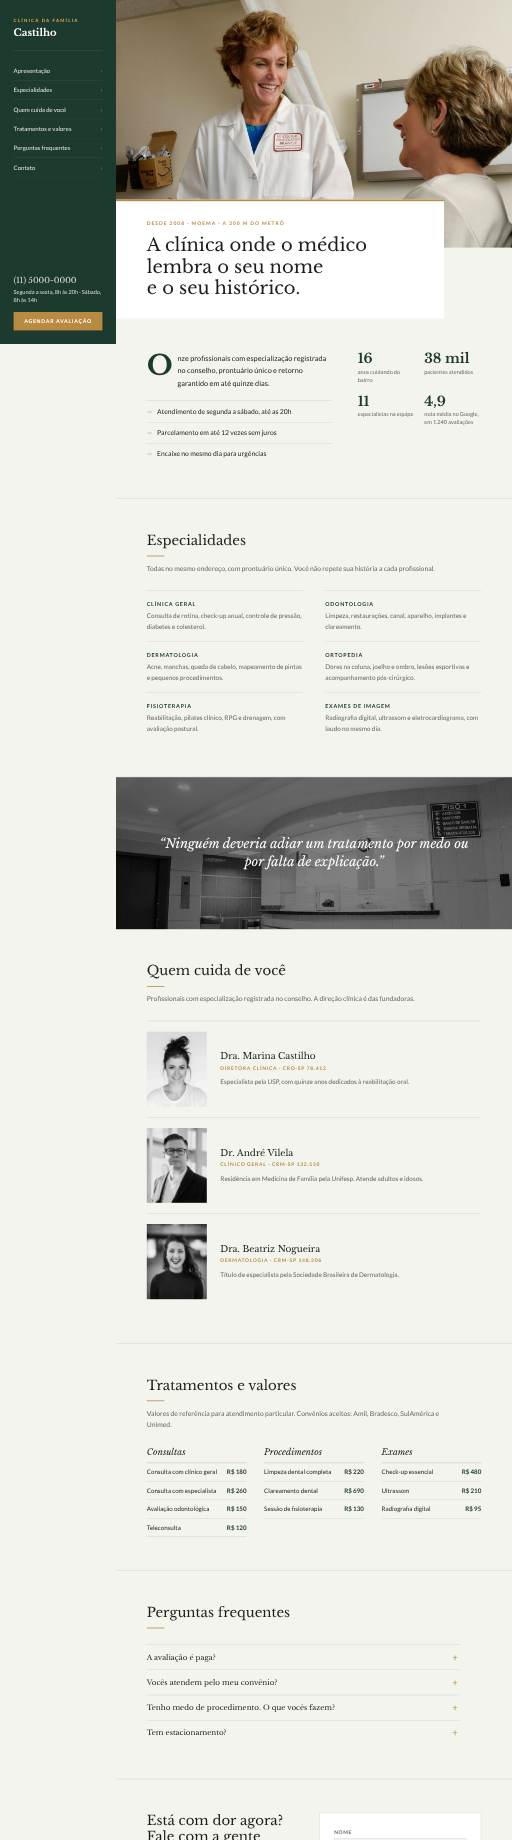 CLÍNICA DA FAMÍLIA
Castilho
Apresentação
Especialidades
Quem cuida de você
Tratamentos e valores
Perguntas frequentes
Contato
(11) 5000-0000
Segunda a sexta, 8h às 20h · Sábado,
8h às 14h
AGENDAR AVALIAÇÃO
DESDE 2008 · MOEMA · A 200 M DO METRÔ
A clínica onde o médico
lembra o seu nome
e o seu histórico.
Onze profissionais com especialização registrada
no conselho, prontuário único e retorno
garantido em até quinze dias.
Atendimento de segunda a sábado, até as 20h
Parcelamento em até 12 vezes sem juros
Encaixe no mesmo dia para urgências
16
anos cuidando do
bairro
38 mil
pacientes atendidos
11
especialistas na equipe
4,9
nota média no Google,
em 1.240 avaliações
Especialidades
Todas no mesmo endereço, com prontuário único. Você não repete sua história a cada profissional.
CLÍNICA GERAL
Consulta de rotina, check-up anual, controle de pressão,
diabetes e colesterol.
ODONTOLOGIA
Limpeza, restaurações, canal, aparelho, implantes e
clareamento.
DERMATOLOGIA
Acne, manchas, queda de cabelo, mapeamento de pintas
e pequenos procedimentos.
ORTOPEDIA
Dores na coluna, joelho e ombro, lesões esportivas e
acompanhamento pós-cirúrgico.
FISIOTERAPIA
Reabilitação, pilates clínico, RPG e drenagem, com
avaliação postural.
EXAMES DE IMAGEM
Radiografia digital, ultrassom e eletrocardiograma, com
laudo no mesmo dia.
PISO 1
“Ninguém deveria adiar um tratamento por medo ou
por falta de explicação.”
Quem cuida de você
Profissionais com especialização registrada no conselho. A direção clínica é das fundadoras.
Dra. Marina Castilho
DIRETORA CLÍNICA · CRO-SP 78.412
Especialista pela USP, com quinze anos dedicados à reabilitação oral.
Dr. André Vilela
CLÍNICO GERAL · CRM-SP 132.550
Residência em Medicina de Família pela Unifesp. Atende adultos e idosos.
Dra. Beatriz Nogueira
DERMATOLOGIA · CRM-SP 148.206
Título de especialista pela Sociedade Brasileira de Dermatologia.
Tratamentos e valores
Valores de referência para atendimento particular. Convênios aceitos: Amil, Bradesco, SulAmérica e
Unimed.
Consultas
Consulta com clínico geral R$ 180
Consulta com especialista R$ 260
Avaliação odontológica R$ 150
Teleconsulta R$ 120
Procedimentos
Limpeza dental completa R$ 220
Clareamento dental R$ 690
Sessão de fisioterapia R$ 130
Exames
Check-up essencial R$ 480
Ultrassom R$ 210
Radiografia digital R$ 95
Perguntas frequentes
A avaliação é paga? +
Vocês atendem pelo meu convênio? +
Tenho medo de procedimento. O que vocês fazem? +
Tem estacionamento? +
Está com dor agora?
Fale com a gente
NOME